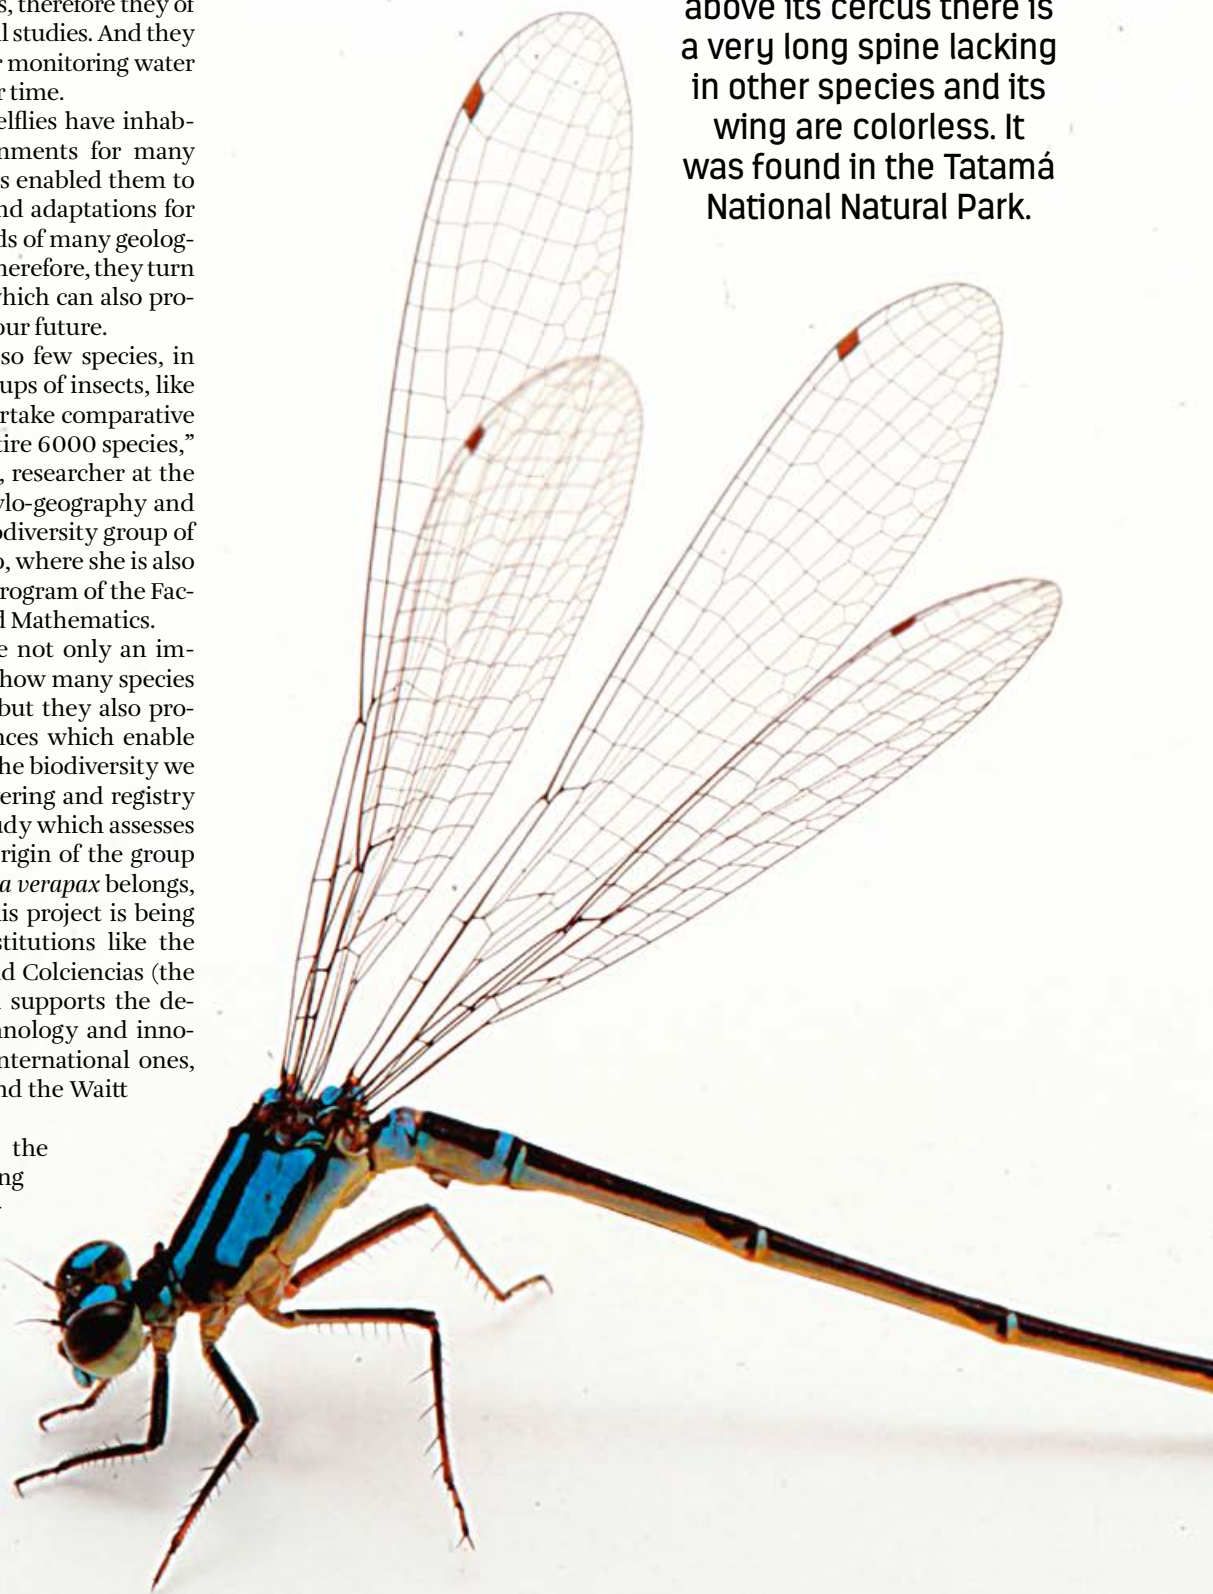 s, therefore they of
l studies. And they
r monitoring water
r time.
elflies have inhab-
nments for many
s enabled them to
nd adaptations for
ds of many geolog-
herefore, they turn
which can also pro-
our future.
so few species, in
ups of insects, like
rtake comparative
tire 6000 species,”
, researcher at the
ylo-geography and
odiversity group of
o, where she is also
rogram of the Fac-
d Mathematics.
e not only an im-
how many species
but they also pro-
nces which enable
he biodiversity we
ering and registry
udy which assesses
rigin of the group
a verapax belongs,
is project is being
stitutions like the
d Colciencias (the
supports the de-
nology and inno-
nternational ones,
nd the Waitt
the
ng
above its cercus there is
a very long spine lacking
in other species and its
wing are colorless. It
was found in the Tatamá
National Natural Park.